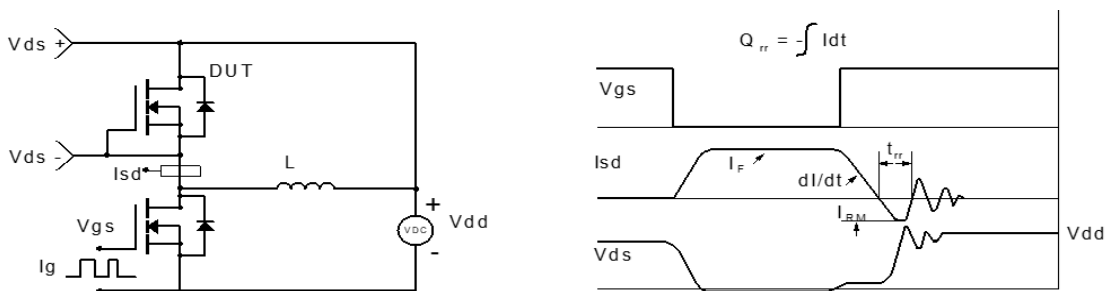 Vds +
DUT
Vds -
Isd
L
Vgs
Ig
+
VDC
-
Vdd
Q rr = - ∫ Idt
Vgs
Isd
I F
dI/dt
t rr
I RM
Vds
Vdd